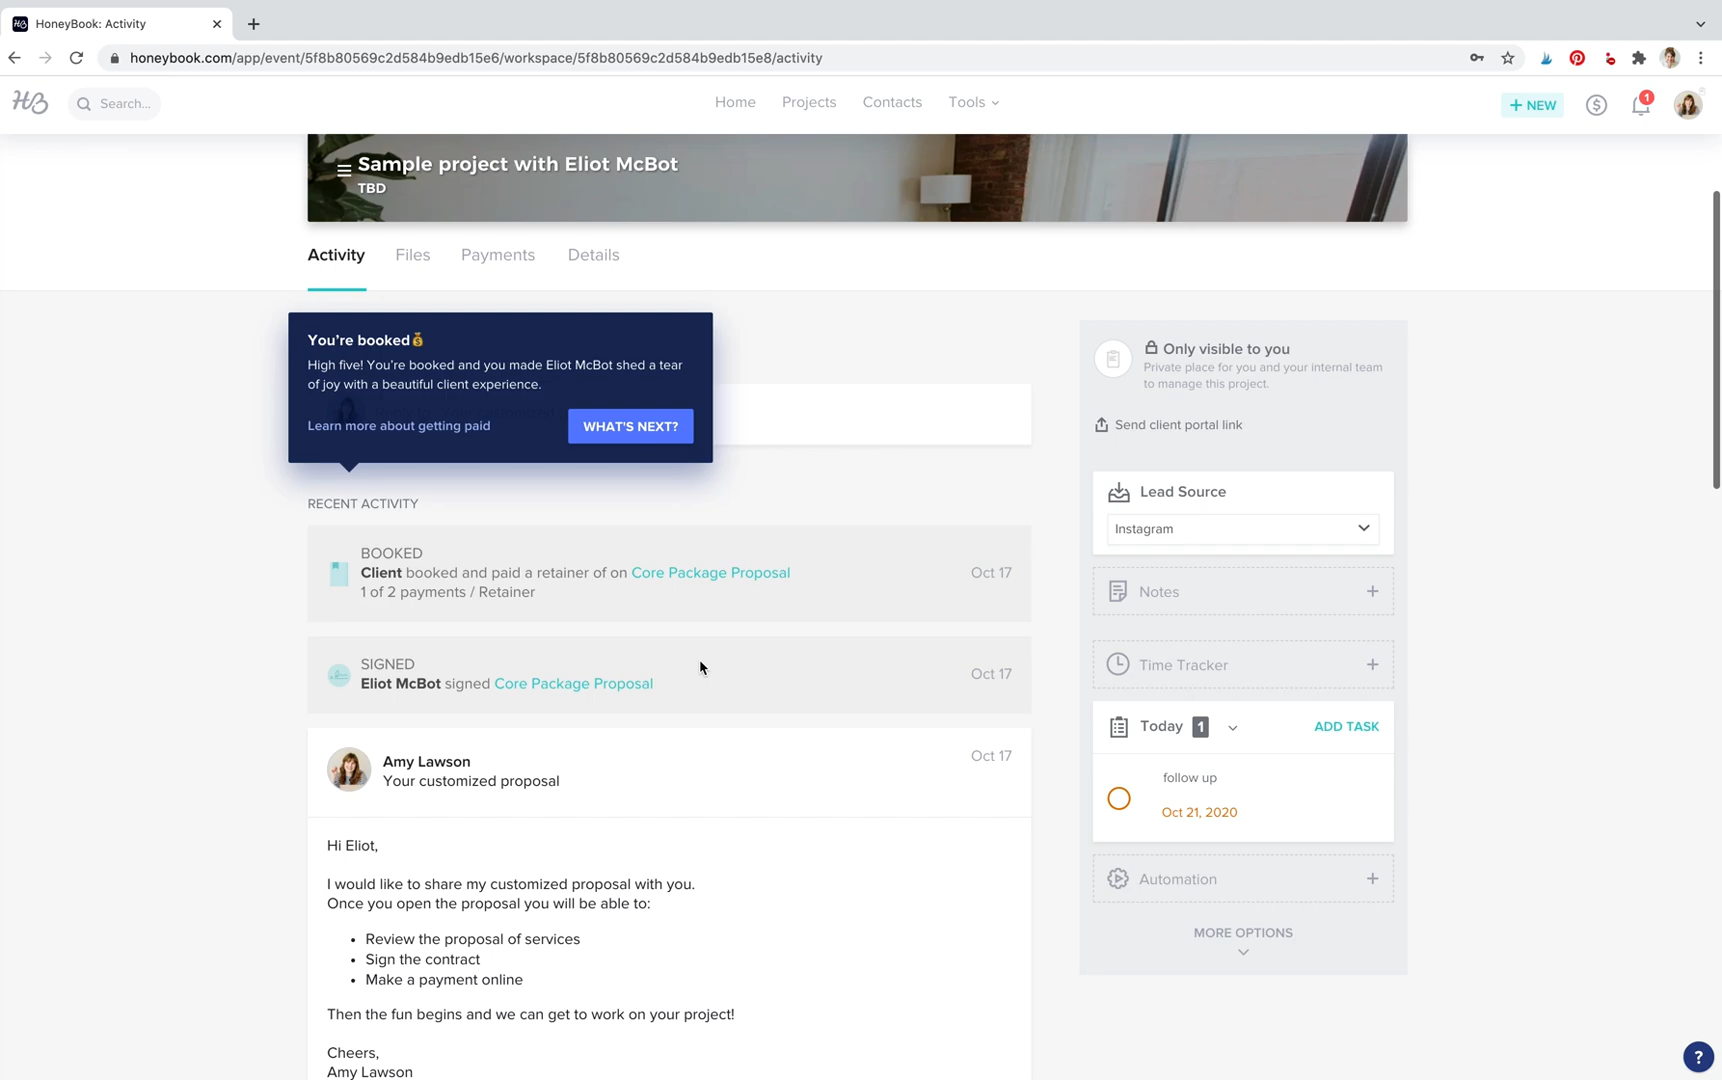 HoneyBook: Activity
honeybook.com/app/event/5f8b80569c2d584b9edb15e6/workspace/5f8b80569c2d584b9edb15e8/activity
HB
Search...
Home
Projects
Contacts
Tools
+ NEW
1
Sample project with Eliot McBot
TBD
Activity
Files
Payments
Details
You're booked💰
High five! You're booked and you made Eliot McBot shed a tear
of joy with a beautiful client experience.
Learn more about getting paid
WHAT'S NEXT?
RECENT ACTIVITY
BOOKED
Client booked and paid a retainer of on Core Package Proposal
1 of 2 payments / Retainer
Oct 17
SIGNED
Eliot McBot signed Core Package Proposal
Oct 17
Amy Lawson
Your customized proposal
Oct 17
Hi Eliot,
I would like to share my customized proposal with you.
Once you open the proposal you will be able to:
• Review the proposal of services
• Sign the contract
• Make a payment online
Then the fun begins and we can get to work on your project!
Cheers,
Amy Lawson
Only visible to you
Private place for you and your internal team
to manage this project.
Send client portal link
Lead Source
Instagram
Notes
Time Tracker
Today 1
ADD TASK
follow up
Oct 21, 2020
Automation
MORE OPTIONS
?